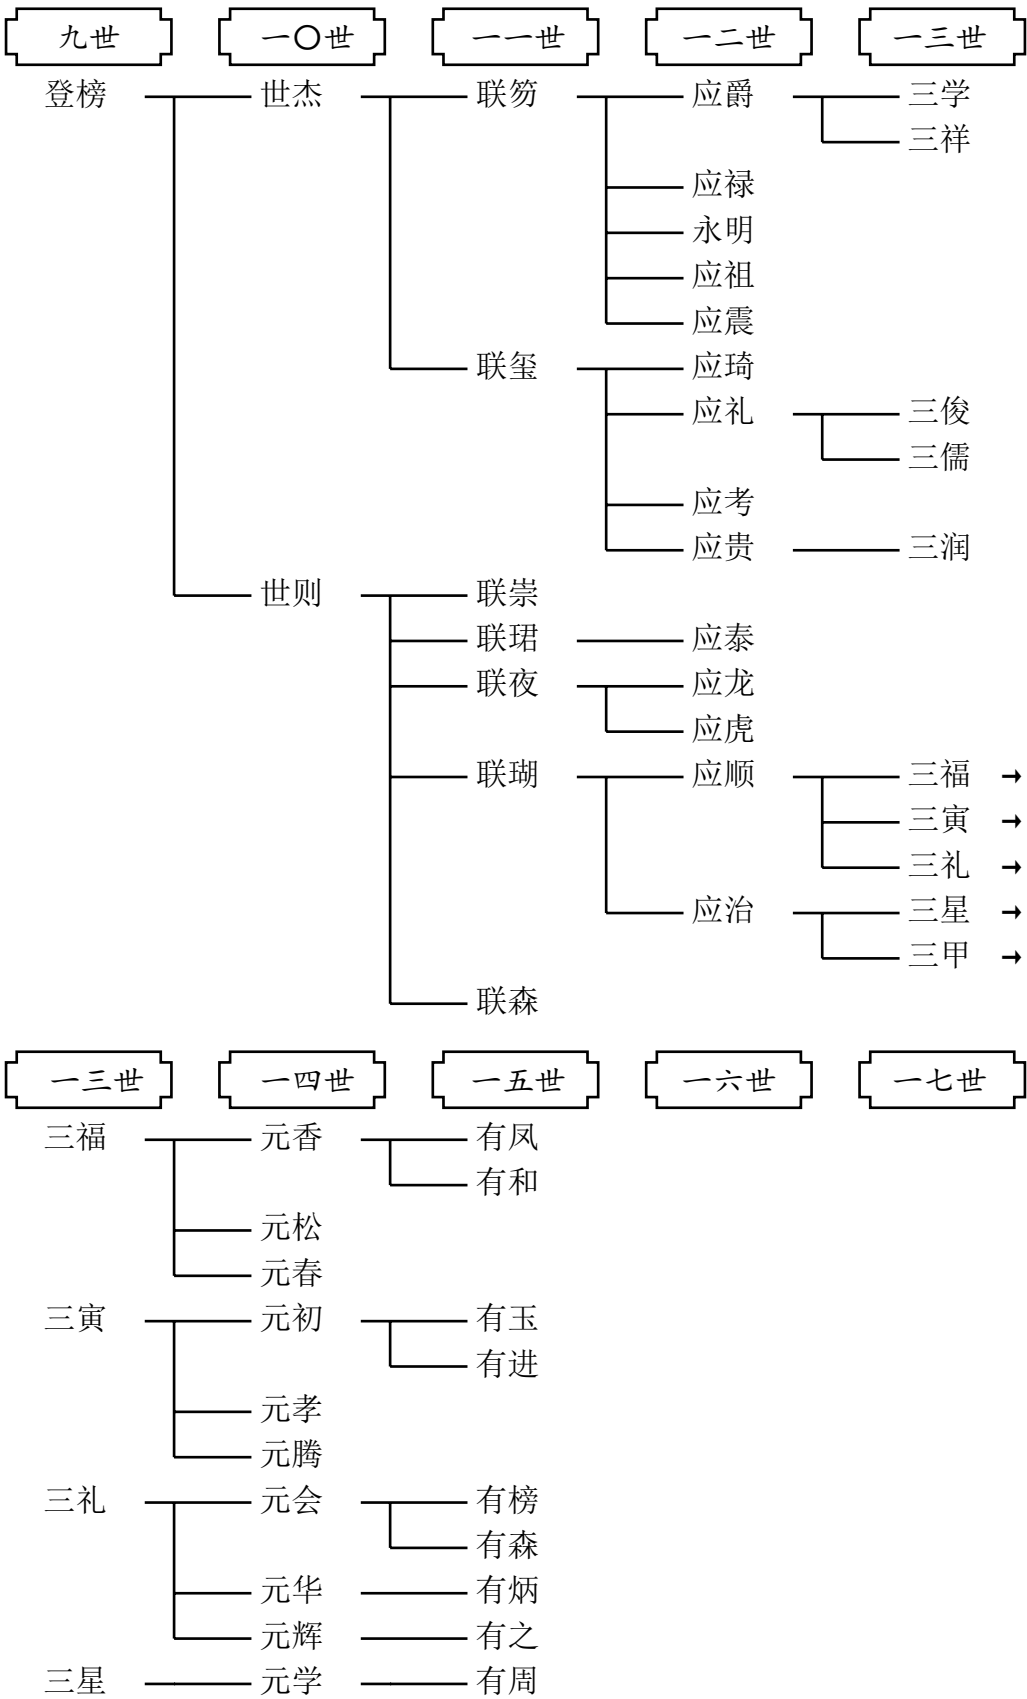 九世 一〇世 一一世 一二世 一三世
登榜 世杰 联笏 应爵 三学
三祥
应禄
永明
应祖
应震
联玺 应琦
应礼 三俊
三儒
应考
应贵 三润
世则 联崇
联珺 应泰
联夜 应龙
应虎
联瑚 应顺 三福 →
三寅 →
三礼 →
应治 三星 →
三甲 →
联森
一三世 一四世 一五世 一六世 一七世
三福 元香 有凤
有和
元松
元春
三寅 元初 有玉
有进
元孝
元腾
三礼 元会 有榜
有森
元华 有炳
元辉 有之
三星 元学 有周